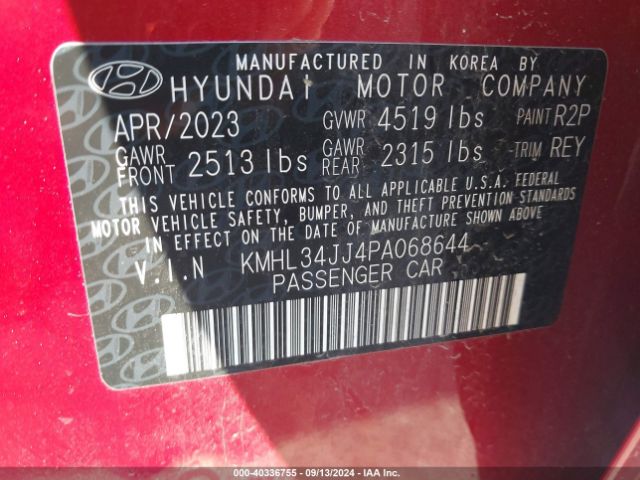 MANUFACTURED IN KOREA BY
HYUNDAI MOTOR COMPANY
APR/2023 GVWR 4519 lbs PAINT R2P
GAWR FRONT 2513 lbs GAWR REAR 2315 lbs TRIM REY
THIS VEHICLE CONFORMS TO ALL APPLICABLE U.S.A. FEDERAL
MOTOR VEHICLE SAFETY, BUMPER, AND THEFT PREVENTION STANDARDS
IN EFFECT ON THE DATE OF MANUFACTURE SHOWN ABOVE.
V.I.N KMHL34JJ4PA068644
PASSENGER CAR
000-40336755 - 09/13/2024 - IAA Inc.